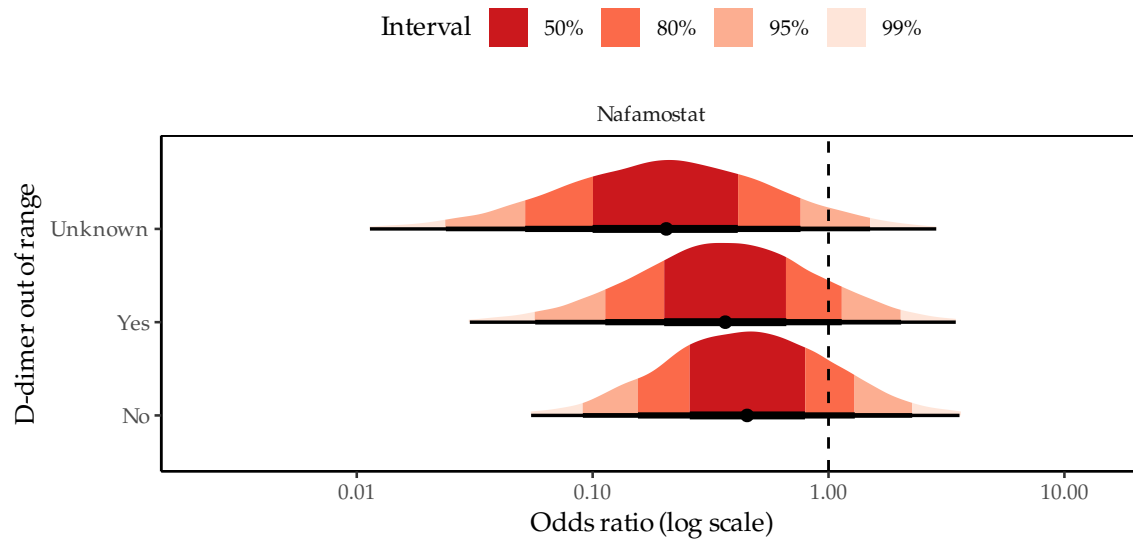 Interval 50% 80% 95% 99%
Nafamostat
D-dimer out of range
Unknown
Yes
No
0.01 0.10 1.00 10.00
Odds ratio (log scale)